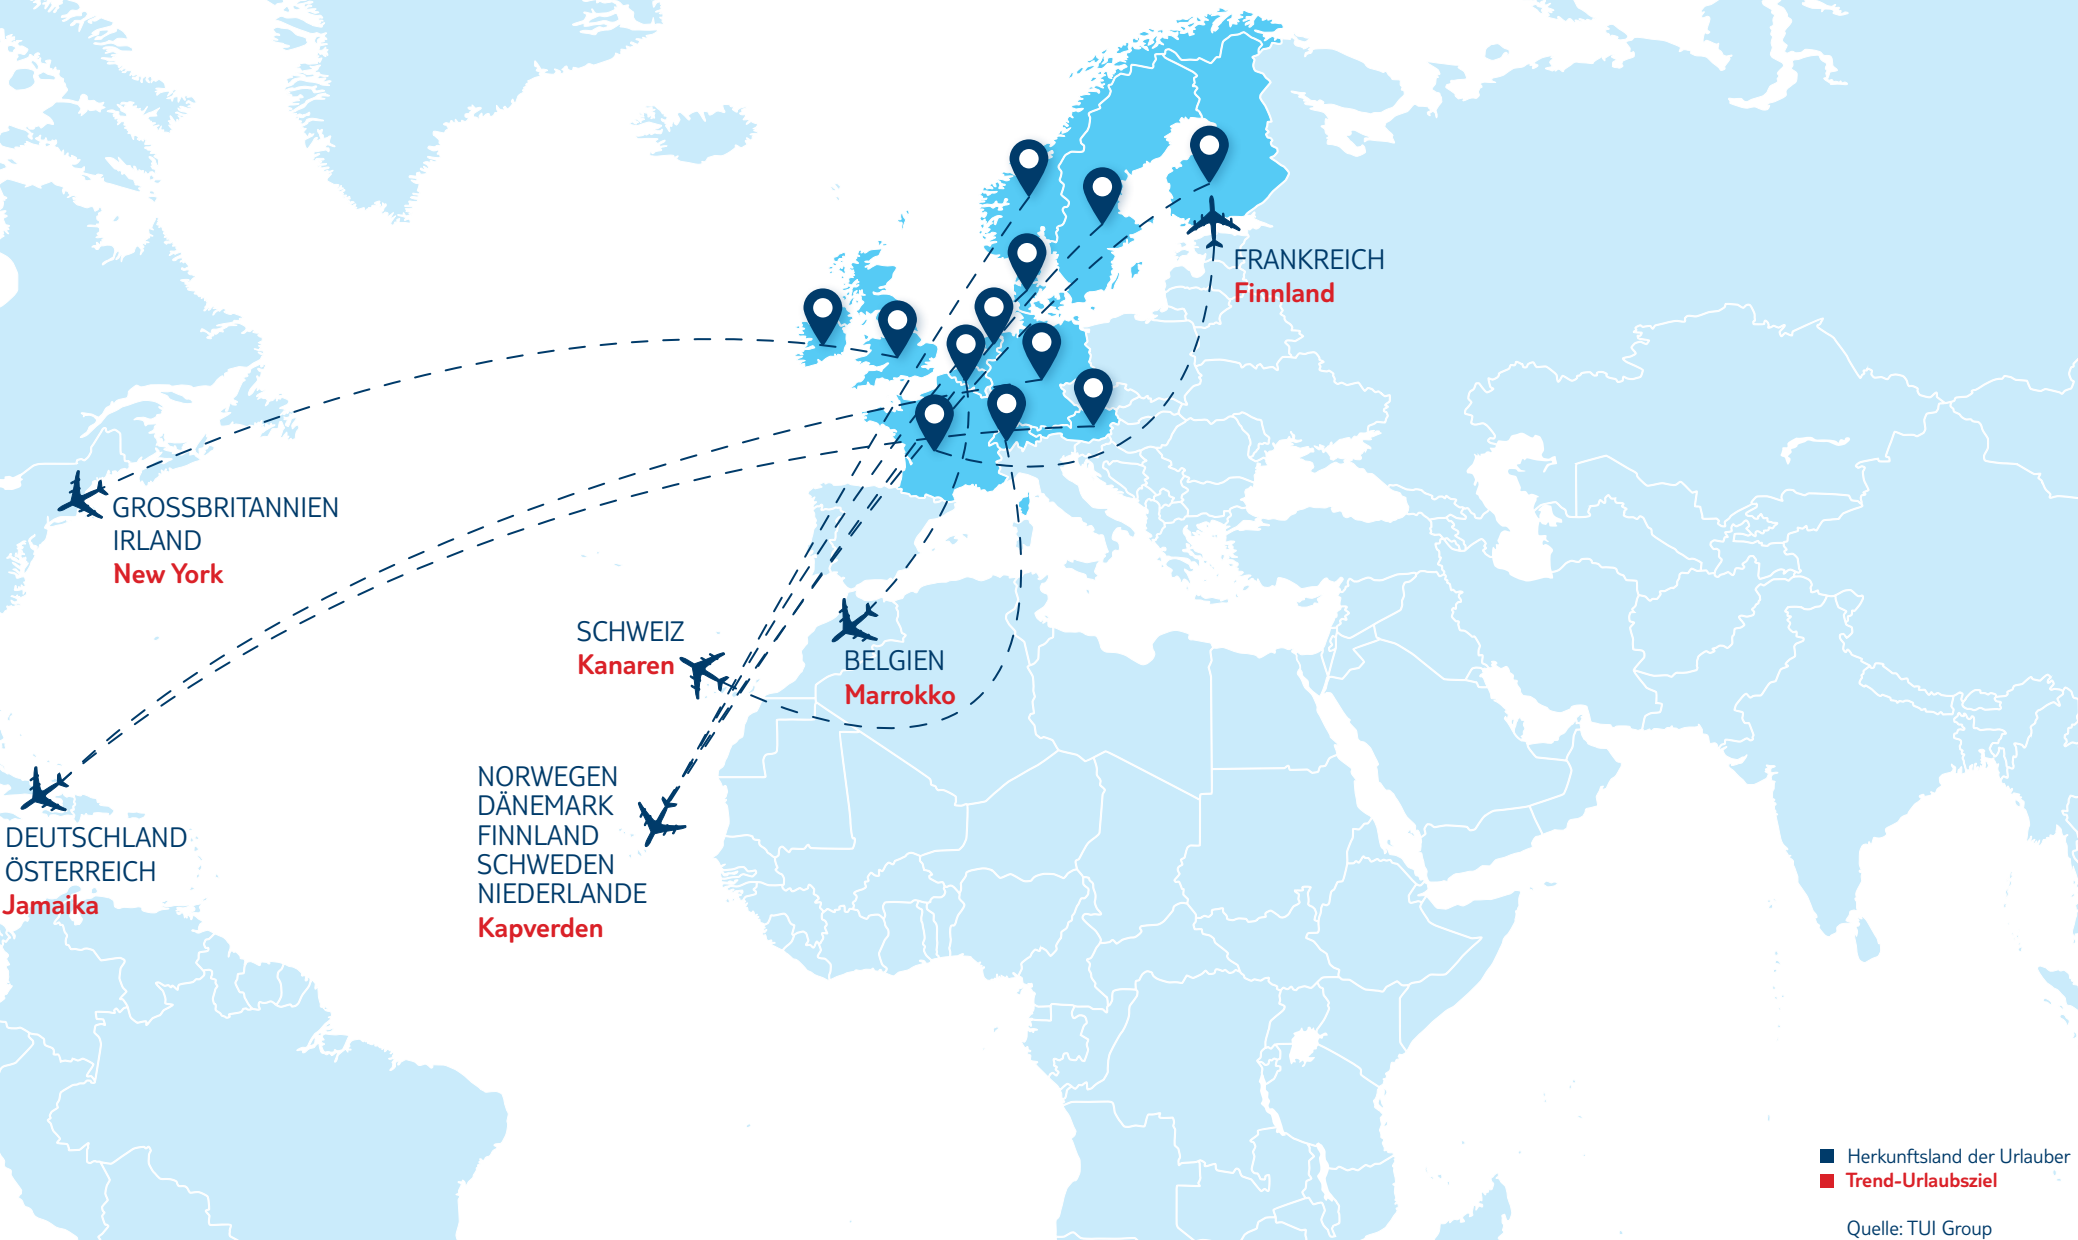 FRANKREICH
Finnland
GROSSBRITANNIEN
IRLAND
New York
SCHWEIZ
Kanaren
BELGIEN
Marrokko
NORWEGEN
DÄNEMARK
FINNLAND
SCHWEDEN
NIEDERLANDE
Kapverden
DEUTSCHLAND
ÖSTERREICH
Jamaika
Herkunftsland der Urlauber
Trend-Urlaubsziel
Quelle: TUI Group